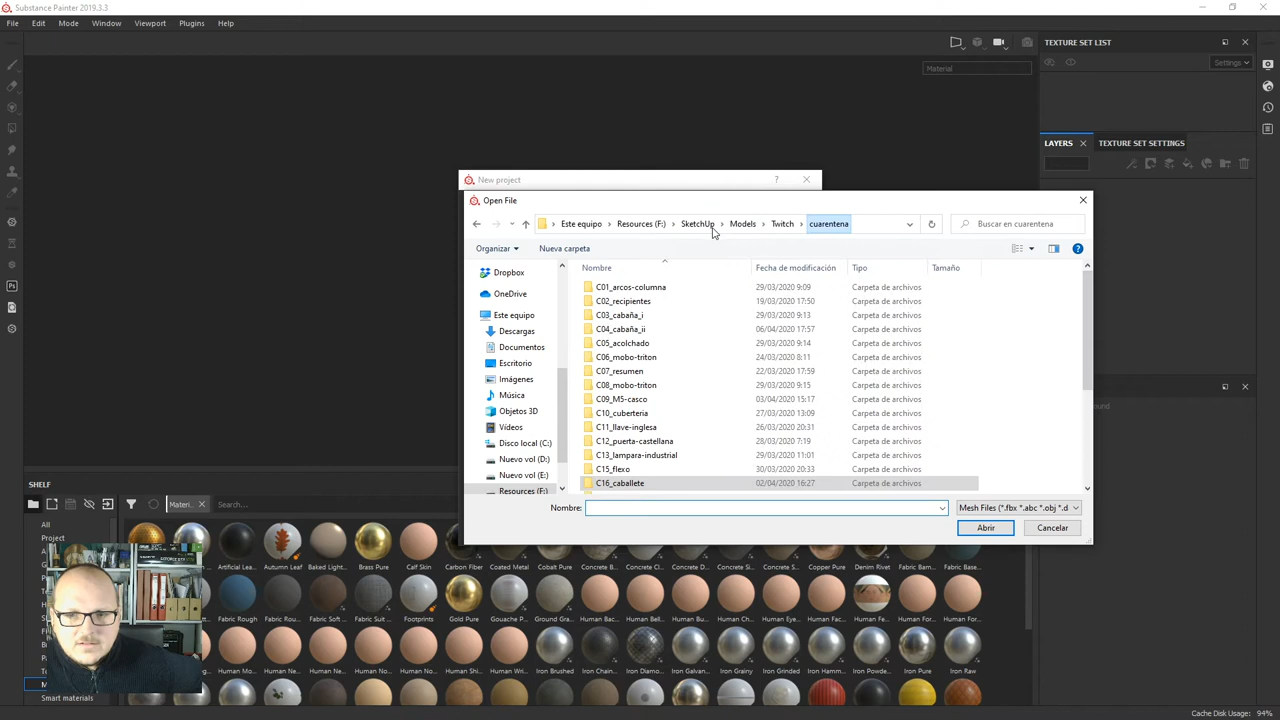 Substance Painter 2019.3.3
File Edit Mode Window Viewport Plugins Help
Material
TEXTURE SET LIST
Settings
LAYERS TEXTURE SET SETTINGS
New project
?
Open File
Este equipo > Resources (F:) > SketchUp > Models > Twitch > cuarentena
Buscar en cuarentena
Organizar Nueva carpeta
Nombre Fecha de modificación Tipo Tamaño
Dropbox
OneDrive
Este equipo
Descargas
Documentos
Escritorio
Imágenes
Música
Objetos 3D
Vídeos
Disco local (C:)
Nuevo vol (D:)
Nuevo vol (E:)
Resources (F:)
C01_arcos-columna 29/03/2020 9:09 Carpeta de archivos
C02_recipientes 19/03/2020 17:50 Carpeta de archivos
C03_cabaña_i 29/03/2020 9:13 Carpeta de archivos
C04_cabaña_ii 06/04/2020 17:57 Carpeta de archivos
C05_acolchado 29/03/2020 9:14 Carpeta de archivos
C06_mobo-triton 24/03/2020 8:11 Carpeta de archivos
C07_resumen 22/03/2020 17:59 Carpeta de archivos
C08_mobo-triton 29/03/2020 9:15 Carpeta de archivos
C09_M5-casco 03/04/2020 15:17 Carpeta de archivos
C10_cuberteria 27/03/2020 13:09 Carpeta de archivos
C11_llave-inglesa 26/03/2020 20:31 Carpeta de archivos
C12_puerta-castellana 28/03/2020 7:19 Carpeta de archivos
C13_lampara-industrial 29/03/2020 11:01 Carpeta de archivos
C15_flexo 30/03/2020 20:33 Carpeta de archivos
C16_caballete 02/04/2020 16:27 Carpeta de archivos
Nombre: Mesh Files (*.fbx *.abc *.obj *.d
Abrir Cancelar
SHELF
Materi... Search...
All
Project
Smart materials
Aluminium ... Artificial Lea... Autumn Leaf Baked Light... Brass Pure Calf Skin Carbon Fiber Coated Metal Cobalt Pure Concrete B... Concrete C... Concrete D... Concrete S... Copper Pure Denim Rivet Fabric Bam... Fabric Base...
Fabric Rough Fabric Rou... Fabric Soft ... Fabric Suit ... Footprints Gold Pure Gouache P... Ground Gra... Human Bac... Human Bel... Human Bu... Human Che... Human Eye... Human Fac... Human For... Human For...
Human Mo... Human Ne... Human Ne... Human No... Human No... Human Shi... Human Wri... Iron Brushed Iron Chain... Iron Diamo... Iron Galvan... Iron Grainy Iron Grinded Iron Hamm... Iron Powde... Iron Pure Iron Raw
Cache Disk Usage: 94%